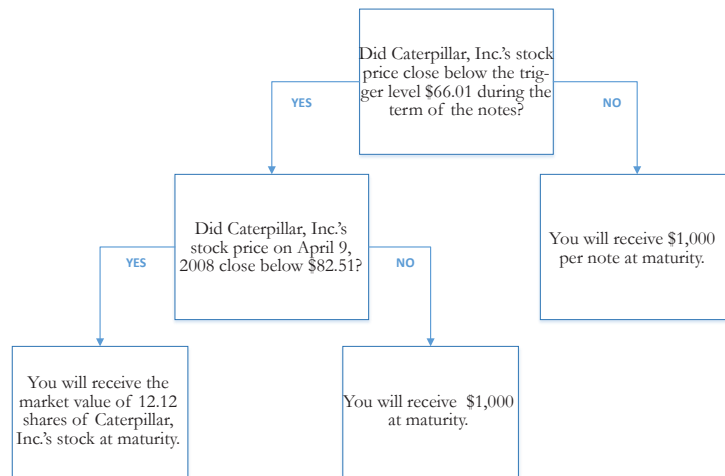 Did Caterpillar, Inc.'s stock
price close below the trig-
ger level $66.01 during the
term of the notes?
YES
NO
Did Caterpillar, Inc.'s
stock price on April 9,
2008 close below $82.51?
You will receive $1,000
per note at maturity.
YES
NO
You will receive the
market value of 12.12
shares of Caterpillar,
Inc.'s stock at maturity.
You will receive $1,000
at maturity.